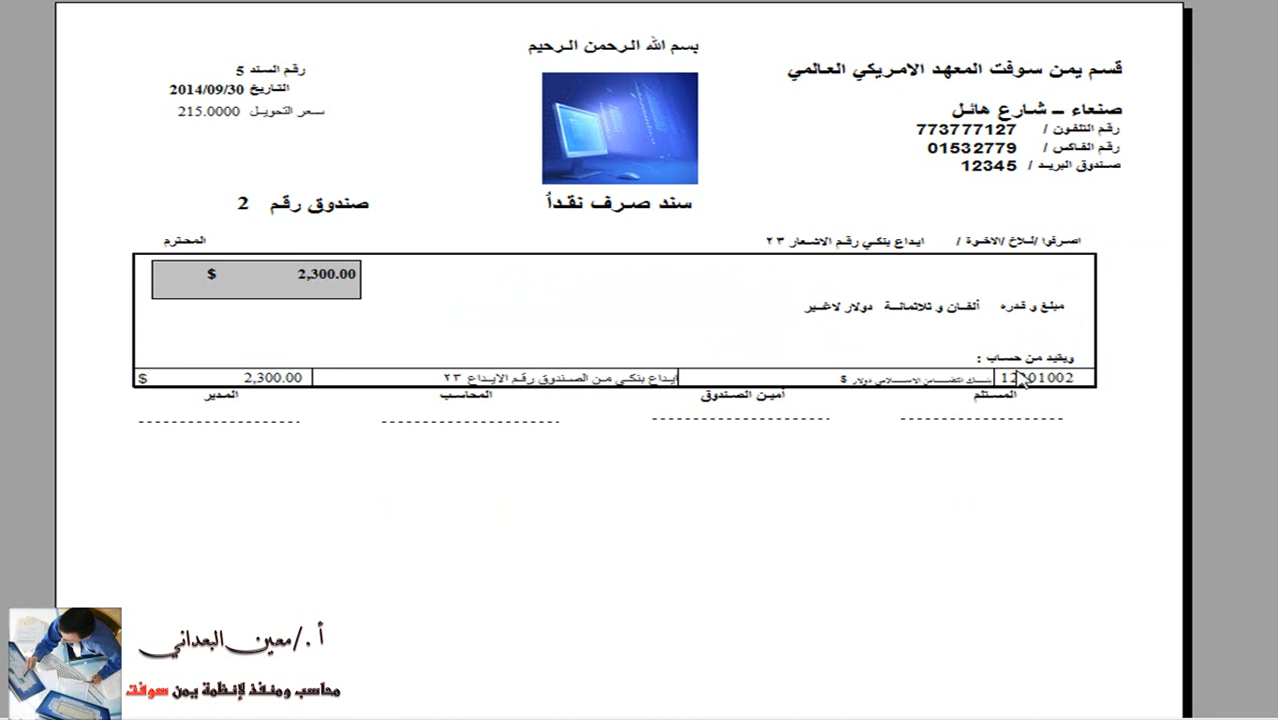 بسم الله الرحمن الرحيم
قسم يمن سوفت المعهد الامريكي العالمي
صنعاء – شارع هائل
رقم التلفون / 773777127
رقم الفاكس / 01532779
صندوق البريد / 12345
رقم السند 5
التاريخ 2014/09/30
سعر التحويل 215.0000
سند صرف نقداً
صندوق رقم 2
اصرفوا /للاخ /الاخوة / ايداع بنكي رقم الاشعار ٢٣ المحترم
2,300.00 $
مبلغ و قدره ألفان و ثلاثمائة دولار لاغير
ويقيد من حساب :
بنك التضامن الاسلامي دولار $ ايداع بنكي من الصندوق رقم الايداع ٢٣ 2,300.00 $
المستلم أمين الصندوق المحاسب المدير
أ./معين البعداني
محاسب ومنفذ لإنظمة يمن سوفت